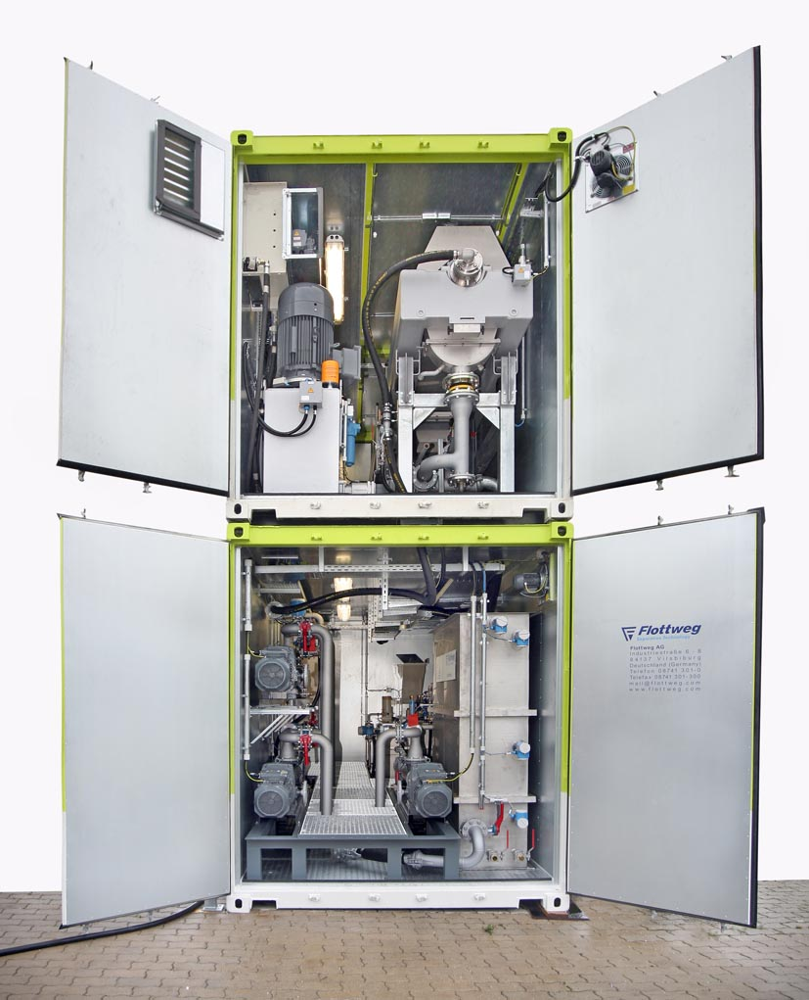 Flottweg
Separation Technology
Flottweg AG
Industriestraße 6 - 8
84137 Vilsbiburg
Deutschland (Germany)
Telefon 08741 301-0
Telefax 08741 301-300
mail@flottweg.com
www.flottweg.com